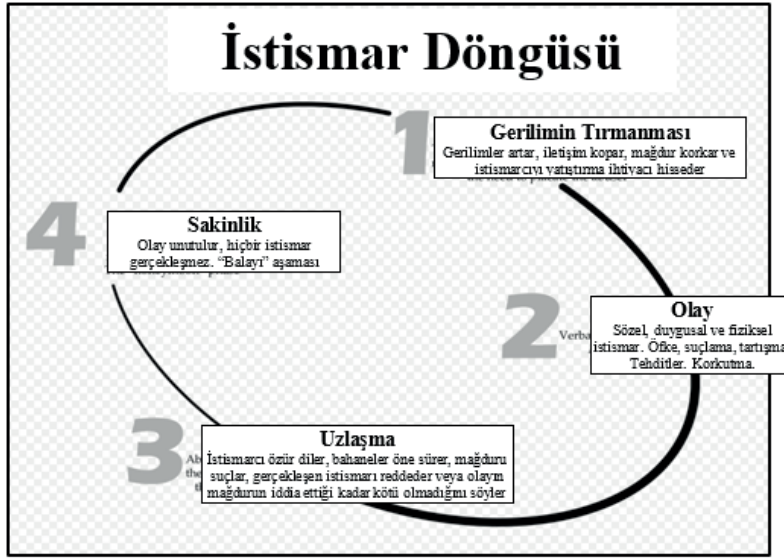 İstismar Döngüsü
1
Gerilimin Tırmanması
Gerilimler artar, iletişim kopar, mağdur korkar ve
istismarcıyı yatıştırma ihtiyacı hisseder
2
Olay
Sözel, duygusal ve fiziksel
istismar. Öfke, suçlama, tartışma
Tehditler. Korkutma.
3
Uzlaşma
İstismarcı özür diler, bahaneler öne sürer, mağduru
suçlar, gerçekleşen istismarı reddeder veya olayın
mağdurun iddia ettiği kadar kötü olmadığını söyler
4
Sakinlik
Olay unutulur, hiçbir istismar
gerçekleşmez. “Balayı” aşaması